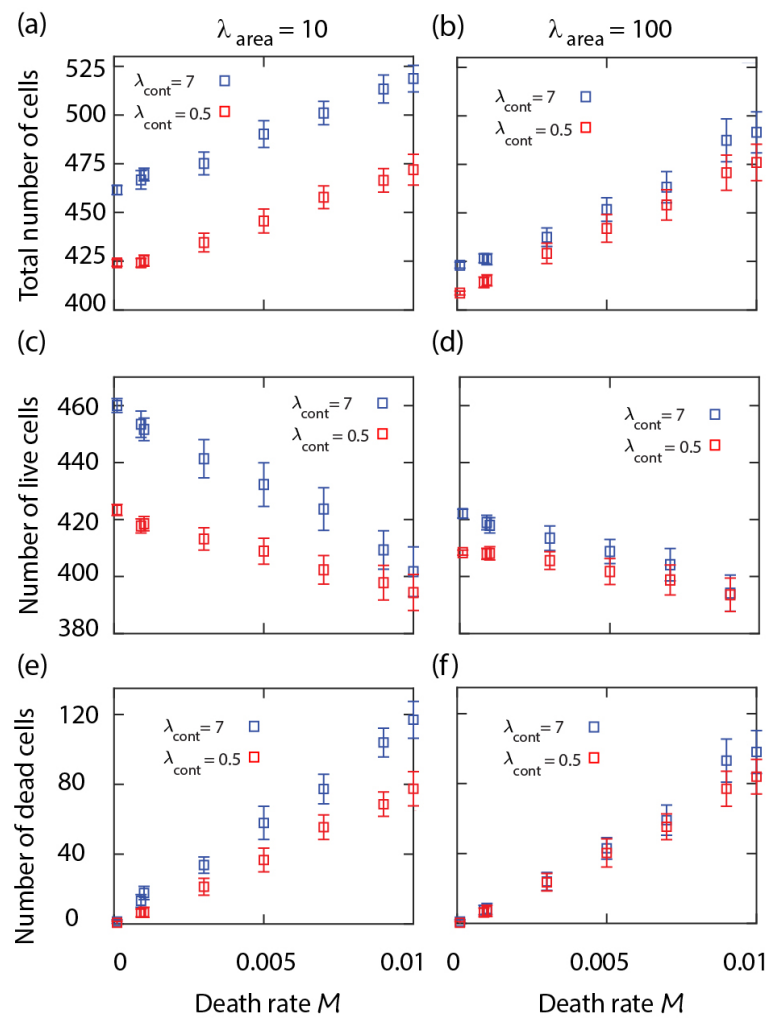 (a) λ area = 10 (b) λ area = 100
Total number of cells
525
500
475
450
425
400
λcont = 7
λcont = 0.5
λcont = 7
λcont = 0.5
(c) (d)
Number of live cells
460
440
420
400
380
λcont = 7
λcont = 0.5
λcont = 7
λcont = 0.5
(e) (f)
Number of dead cells
120
80
40
0
λcont = 7
λcont = 0.5
λcont = 7
λcont = 0.5
0 0.005 0.01 0 0.005 0.01
Death rate M Death rate M